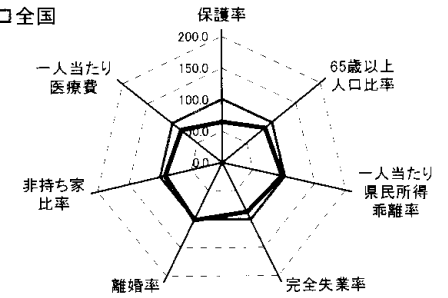 □全国
保護率
200.0
150.0
100.0
0.0
65歳以上
人口比率
一人当たり
県民所得
乖離率
完全失業率
離婚率
非持ち家
比率
一人当たり
医療費